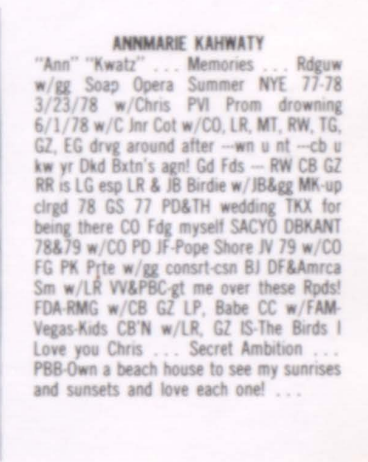 ANNMARIE KAHWATY
"Ann" "Kwatz" ... Memories ... Rdguw
w/gg Soap Opera Summer NYE 77-78
3/23/78 w/Chris PVI Prom drowning
6/1/78 w/C Jnr Cot w/CO, LR, MT, RW, TG,
GZ, EG drvg around after —wn u nt —cb u
kw yr Dkd Bxtn's agn! Gd Fds — RW CB GZ
RR is LG esp LR & JB Birdie w/JB&gg MK-up
clrgd 78 GS 77 PD&TH wedding TKX for
being there CO Fdg myself SACYO DBKANT
78&79 w/CO PD JF-Pope Shore JV 79 w/CO
FG PK Prte w/gg consrt-csn BJ DF&Amrca
Sm w/LR VV&PBC-gt me over these Rpds!
FDA-RMG w/CB GZ LP, Babe CC w/FAM-
Vegas-Kids CB'N w/LR, GZ IS-The Birds I
Love you Chris ... Secret Ambition ...
PBB-Own a beach house to see my sunrises
and sunsets and love each one! ...